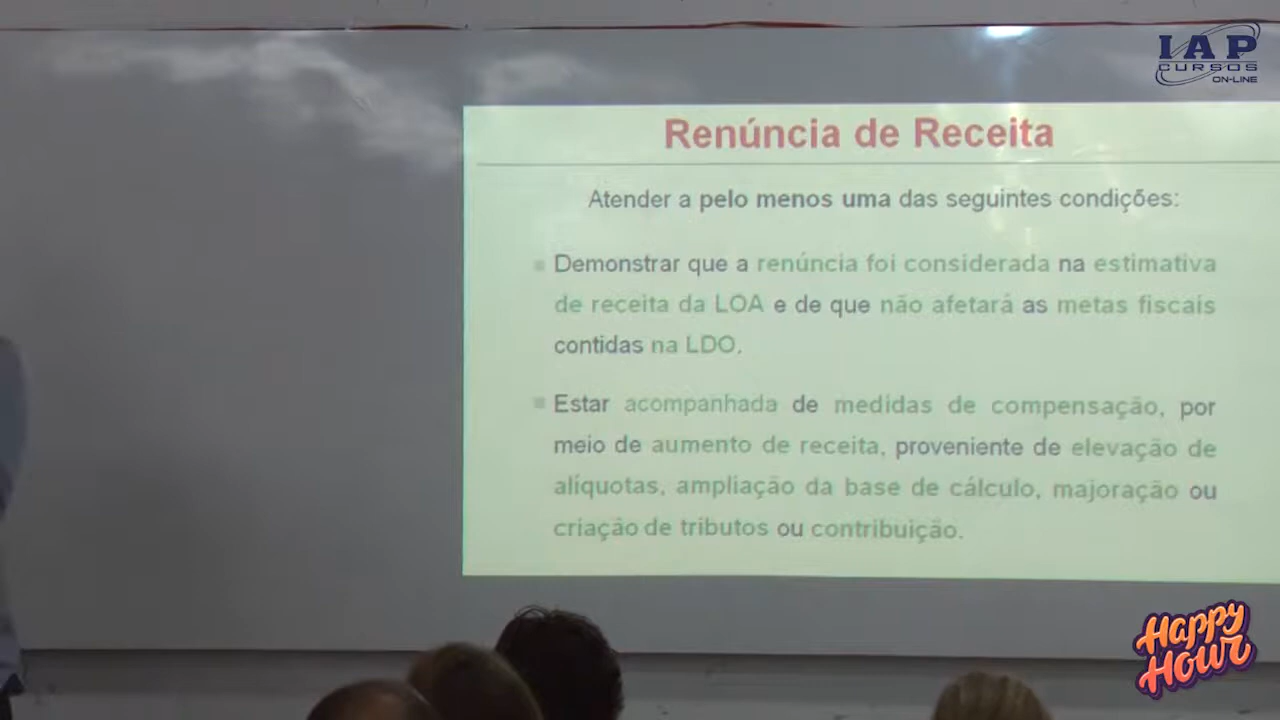 IAP
CURSOS
ON-LINE
Renúncia de Receita
Atender a pelo menos uma das seguintes condições:
Demonstrar que a renúncia foi considerada na estimativa
de receita da LOA e de que não afetará as metas fiscais
contidas na LDO.
Estar acompanhada de medidas de compensação, por
meio de aumento de receita, proveniente de elevação de
alíquotas, ampliação da base de cálculo, majoração ou
criação de tributos ou contribuição.
Happy
Hour